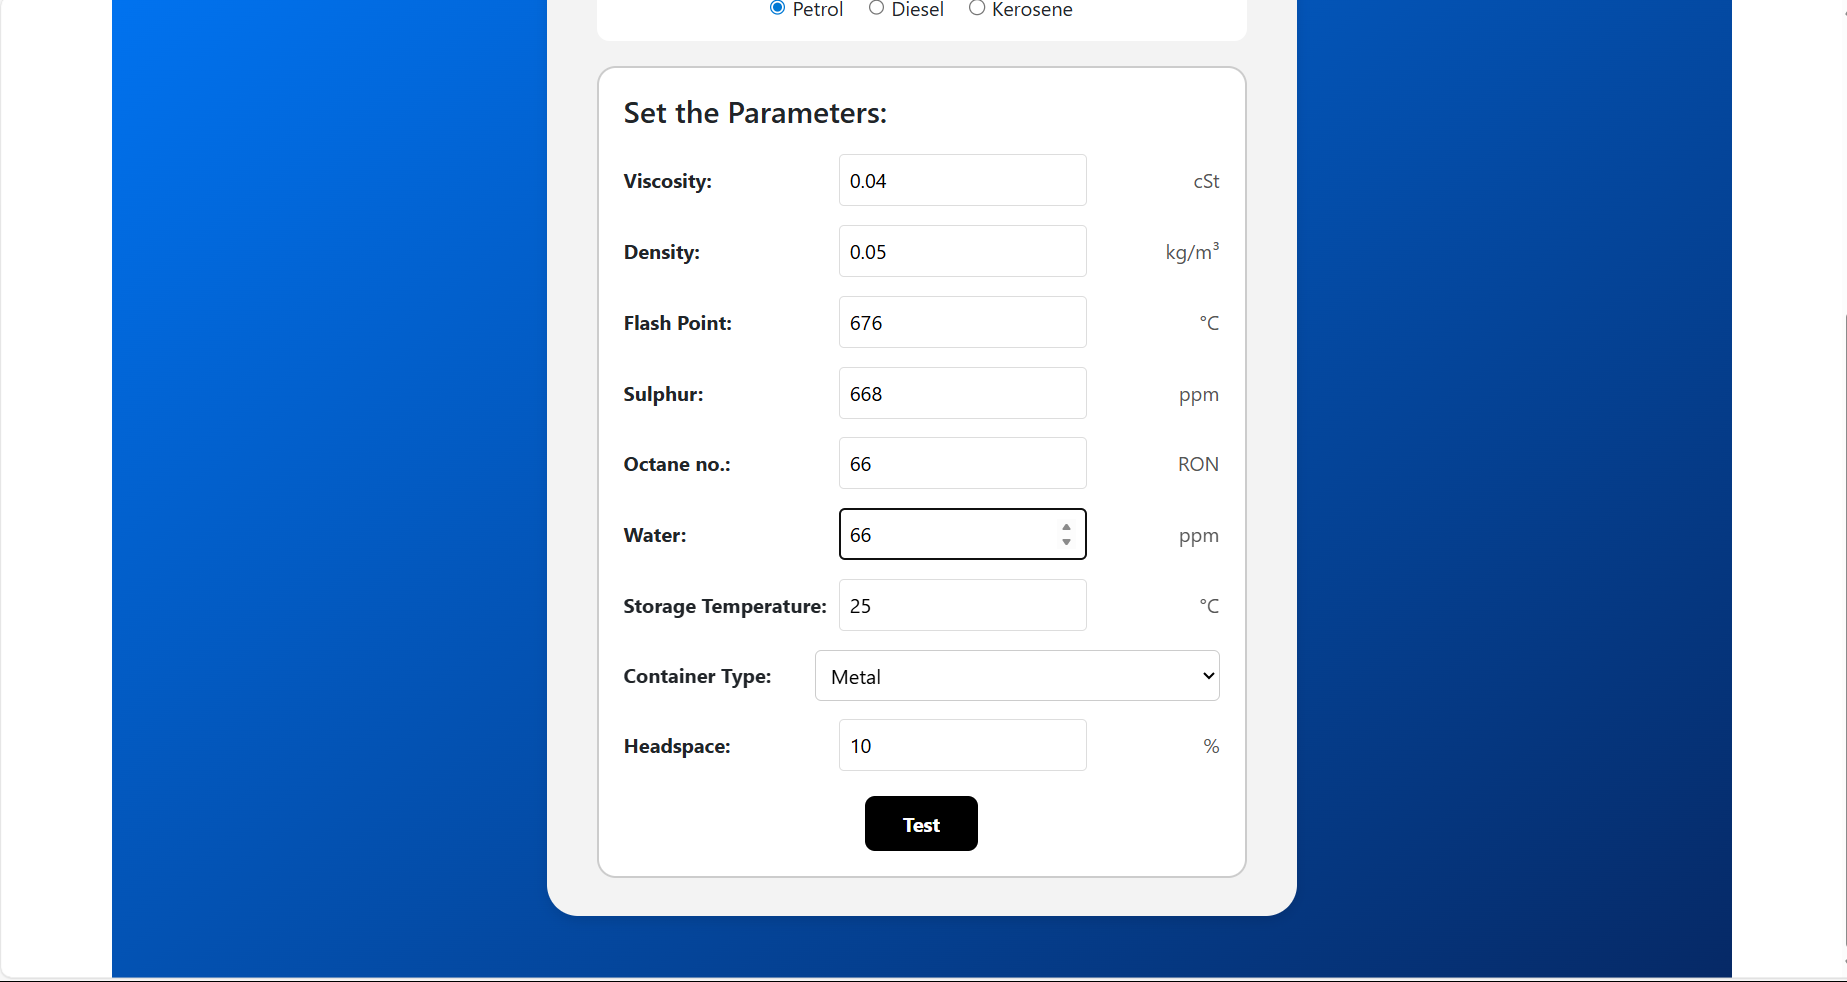 Petrol Diesel Kerosene
Set the Parameters:
Viscosity: 0.04 cSt
Density: 0.05 kg/m³
Flash Point: 676 °C
Sulphur: 668 ppm
Octane no.: 66 RON
Water: 66 ppm
Storage Temperature: 25 °C
Container Type: Metal
Headspace: 10 %
Test